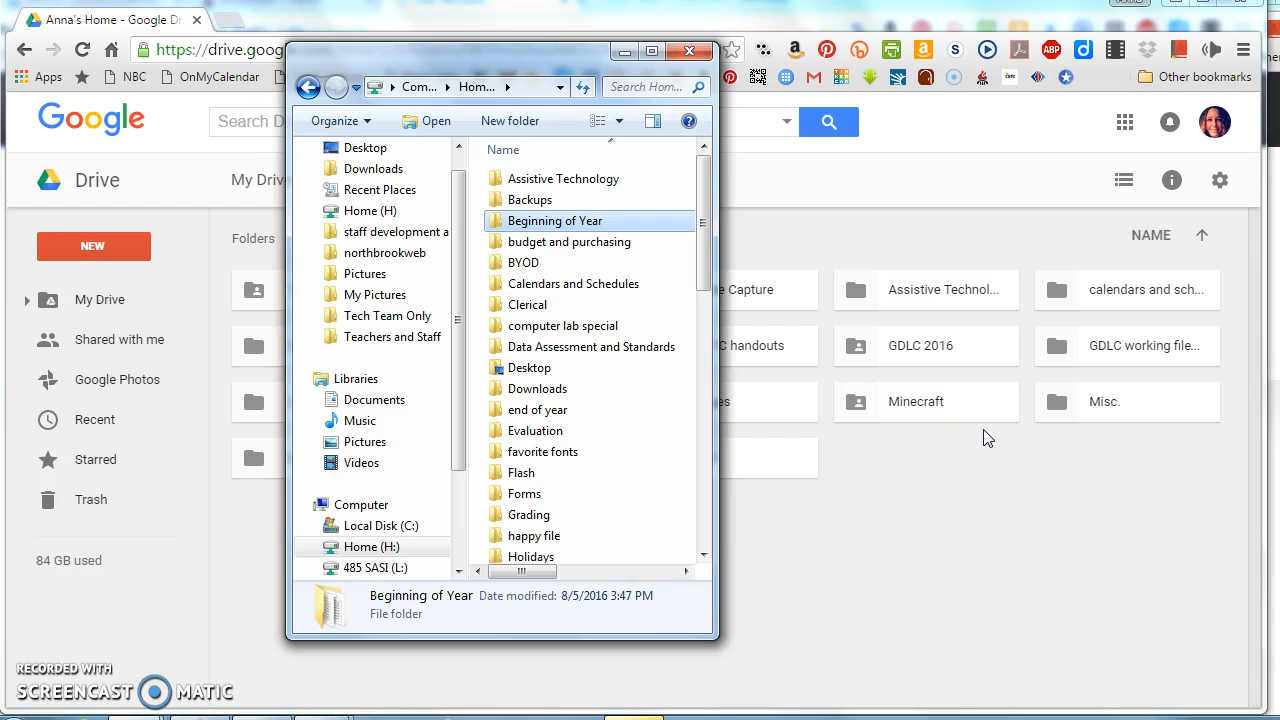 Anna's Home - Google Dr
https://drive.goog
Apps
NBC
OnMyCalendar
Other bookmarks
Google
Search D
Drive
My Driv
NEW
My Drive
Shared with me
Google Photos
Recent
Starred
Trash
84 GB used
Folders
NAME
e Capture
Assistive Technol...
calendars and sch...
C handouts
GDLC 2016
GDLC working file...
es
Minecraft
Misc.
Com...
Hom...
Search Hom...
Organize
Open
New folder
Desktop
Downloads
Recent Places
Home (H)
staff development a
northbrookweb
Pictures
My Pictures
Tech Team Only
Teachers and Staff
Libraries
Documents
Music
Pictures
Videos
Computer
Local Disk (C:)
Home (H:)
485 SASI (L:)
Name
Assistive Technology
Backups
Beginning of Year
budget and purchasing
BYOD
Calendars and Schedules
Clerical
computer lab special
Data Assessment and Standards
Desktop
Downloads
end of year
Evaluation
favorite fonts
Flash
Forms
Grading
happy file
Holidays
Beginning of Year Date modified: 8/5/2016 3:47 PM
File folder
RECORDED WITH
SCREENCAST MATIC